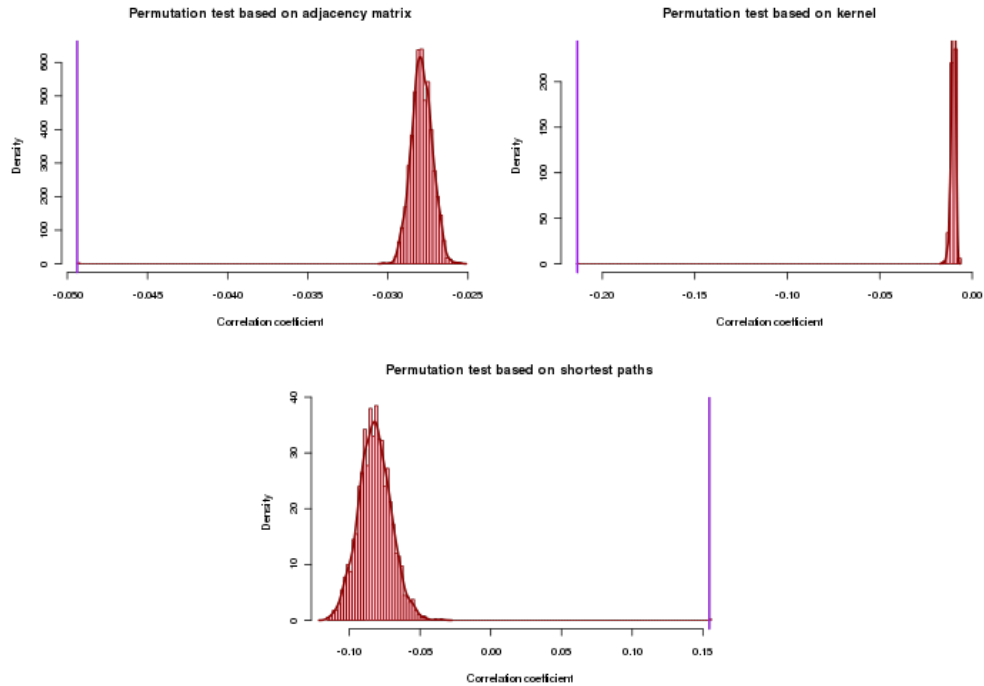 Permutation test based on adjacency matrix
Density
0 100 200 300 400 500 600
-0.050 -0.045 -0.040 -0.035 -0.030 -0.025
Correlation coefficient
Permutation test based on kernel
Density
0 50 100 150 200
-0.20 -0.15 -0.10 -0.05 0.00
Correlation coefficient
Permutation test based on shortest paths
Density
0 10 20 30 40
-0.10 -0.05 0.00 0.05 0.10 0.15
Correlation coefficient